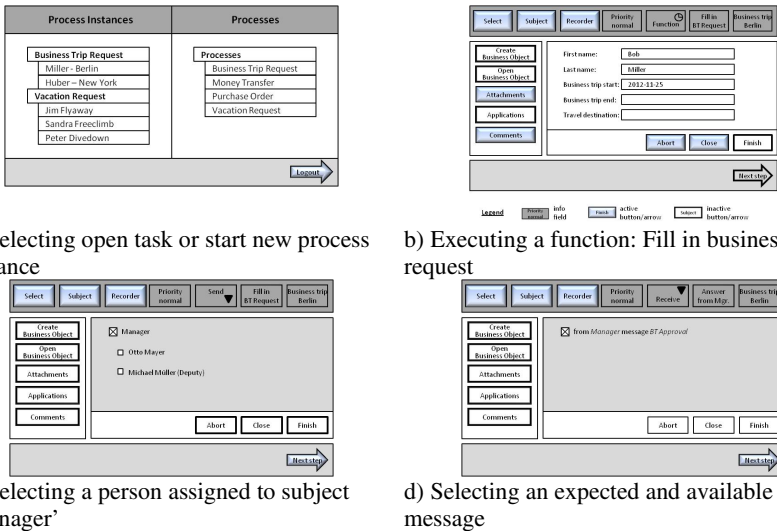 Process Instances
Processes
Business Trip Request
Miller - Berlin
Huber – New York
Vacation Request
Jim Flyaway
Sandra Freeclimb
Peter Divedown
Processes
Business Trip Request
Money Transfer
Purchase Order
Vacation Request
Logout
electing open task or start new process
ance
Select
Subject
Recorder
Priority
normal
Function
Fill in
BT Request
Business trip
Berlin
Create
Business Object
Open
Business Object
Attachments
Applications
Comments
First name:
Bob
Last name:
Miller
Business trip start:
2012-11-25
Business trip end:
Travel destination:
Abort
Close
Finish
Next step
Legend
Priority
normal
info
field
Finish
active
button/arrow
Subject
inactive
button/arrow
b) Executing a function: Fill in busines
request
Select
Subject
Recorder
Priority
normal
Send
Fill in
BT Request
Business trip
Berlin
Create
Business Object
Open
Business Object
Attachments
Applications
Comments
Manager
Otto Mayer
Michael Müller (Deputy)
Abort
Close
Finish
Next step
electing a person assigned to subject
nager’
Select
Subject
Recorder
Priority
normal
Receive
Answer
from Mgr.
Business trip
Berlin
Create
Business Object
Open
Business Object
Attachments
Applications
Comments
from Manager message BT Approval
Abort
Close
Finish
Next step
d) Selecting an expected and available
message